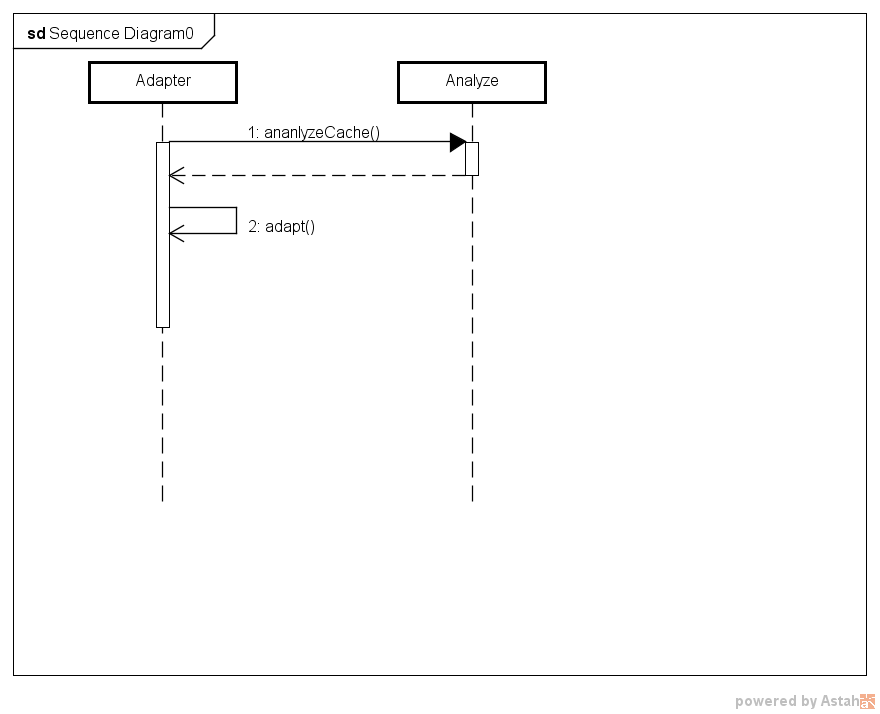 sd Sequence Diagram0
Adapter
Analyze
1: ananlyzeCache()
2: adapt()
powered by Astah